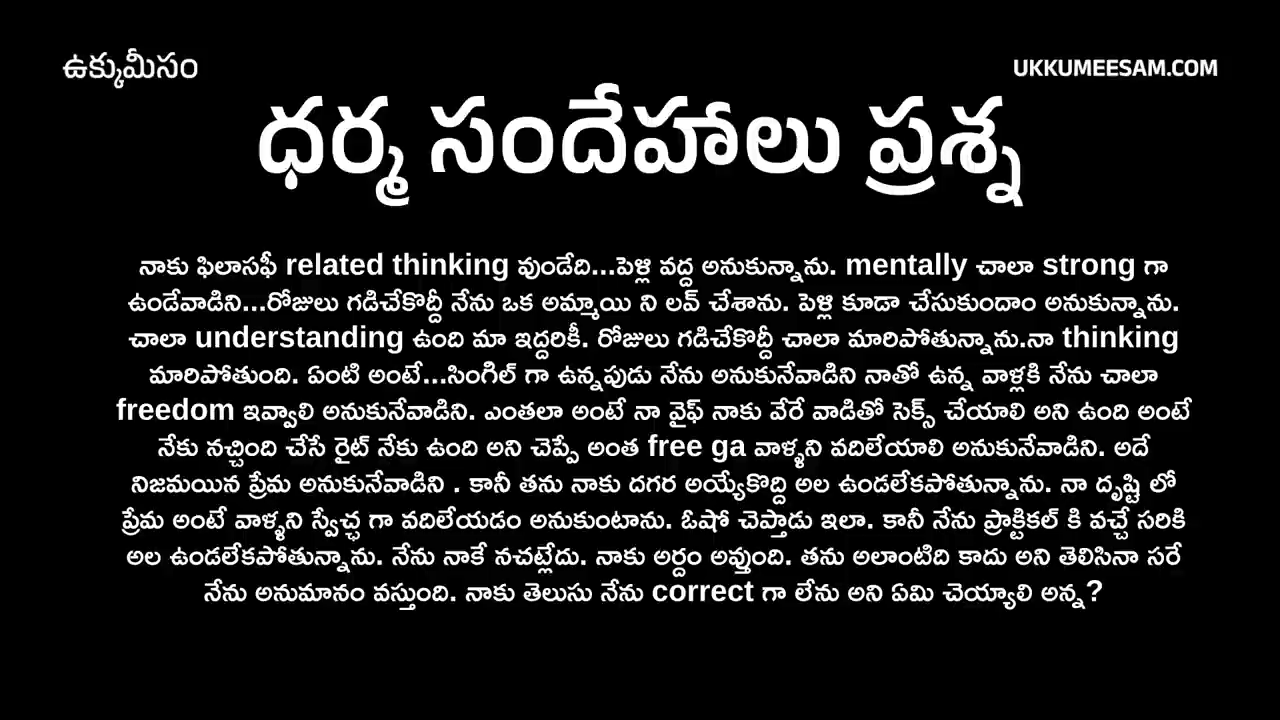 ఉక్కుమీసం
UKKUMEESAM.COM
ధర్మ సందేహాలు ప్రశ్న
నాకు ఫిలాసఫీ related thinking వుండేది...పెళ్లి వద్ద అనుకున్నాను. mentally చాలా strong గా
ఉండేవాడిని...రోజులు గడిచేకొద్దీ నేను ఒక అమ్మాయి ని లవ్ చేశాను. పెళ్లి కూడా చేసుకుందాం అనుకున్నాను.
చాలా understanding ఉంది మా ఇద్దరికీ. రోజులు గడిచేకొద్దీ చాలా మారిపోతున్నాను.నా thinking
మారిపోతుంది. ఏంటి అంటే...సింగిల్ గా ఉన్నపుడు నేను అనుకునేవాడిని నాతో ఉన్న వాళ్లకి నేను చాలా
freedom ఇవ్వాలి అనుకునేవాడిని. ఎంతలా అంటే నా వైఫ్ నాకు వేరే వాడితో సెక్స్ చేయాలి అని ఉంది అంటే
నేకు నచ్చింది చేసే రైట్ నేకు ఉంది అని చెప్పే అంత free ga వాళ్ళని వదిలేయాలి అనుకునేవాడిని. అదే
నిజమయిన ప్రేమ అనుకునేవాడిని . కానీ తను నాకు దగర అయ్యేకొద్ది అల ఉండలేకపోతున్నాను. నా దృష్టి లో
ప్రేమ అంటే వాళ్ళని స్వేచ్ఛ గా వదిలేయడం అనుకుంటాను. ఓషో చెప్తాడు ఇలా. కానీ నేను ప్రాక్టికల్ కి వచ్చే సరికి
అల ఉండలేకపోతున్నాను. నేను నాకే నచట్లేదు. నాకు అర్దం అవ్తుంది. తను అలాంటిది కాదు అని తెలిసినా సరే
నేను అనుమానం వస్తుంది. నాకు తెలుసు నేను correct గా లేను అని ఏమి చెయ్యాలి అన్న?